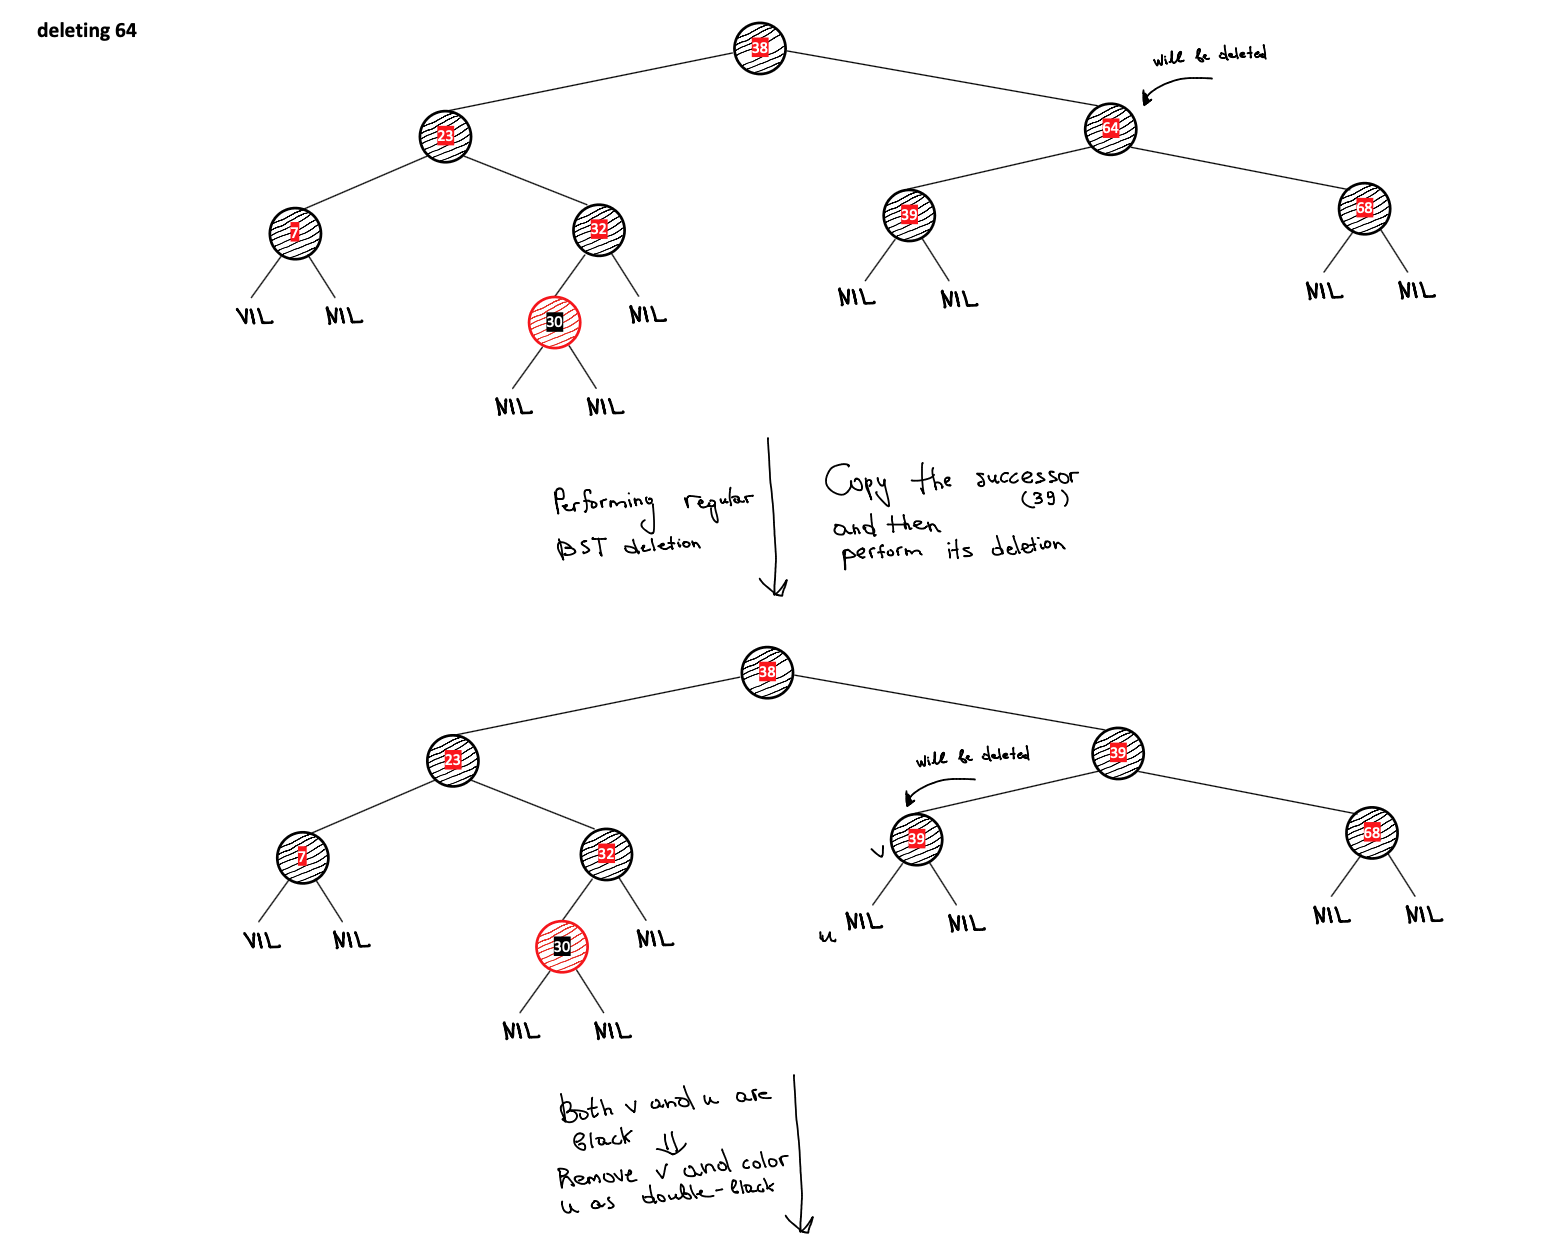 deleting 64
38
will be deleted
23
64
7
32
39
68
VIL NIL
30
NIL
NIL NIL
NIL NIL
NIL NIL
Performing regular
BST deletion
Copy the successor
(39)
and then
perform its deletion
38
23
will be deleted
39
7
32
v
39
68
VIL NIL
30
NIL
u NIL NIL
NIL NIL
NIL NIL
Both v and u are
black ⇓
Remove v and color
u as double-black